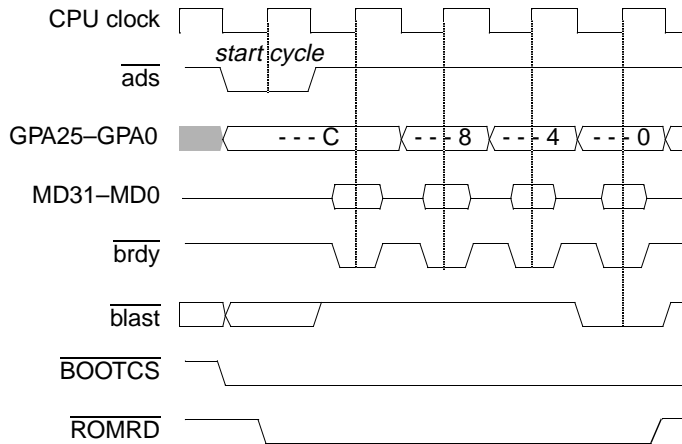 CPU clock
start cycle
ads
GPA25–GPA0 - - - C - - - 8 - - - 4 - - - 0
MD31–MD0
brdy
blast
BOOTCS
ROMRD